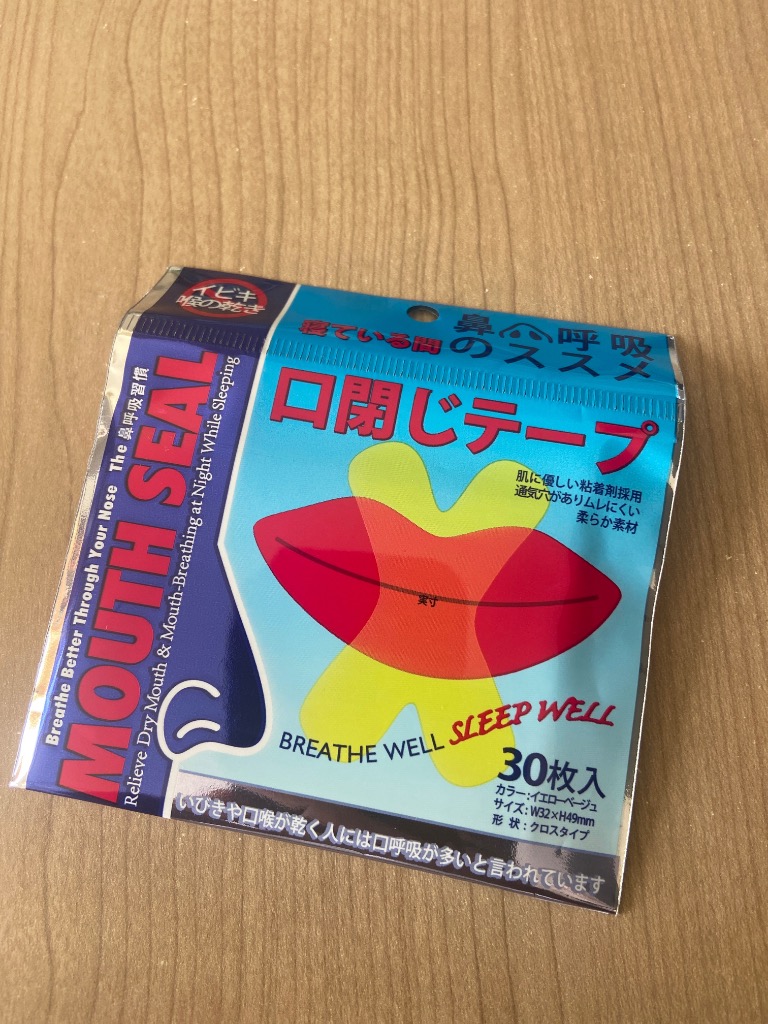 イビキ
喉の乾き
寝ている間
鼻呼吸
のススメ
口閉じテープ
肌に優しい粘着剤採用
通気穴がありムレにくい
柔らか素材
実寸
BREATHE WELL SLEEP WELL
30枚入
カラー:イエローベージュ
サイズ:W32×H49mm
形 状:クロスタイプ
いびきや口喉が乾く人には口呼吸が多いと言われています
Breathe Better Through Your Nose The 鼻呼吸習慣
MOUTH SEAL
Relieve Dry Mouth & Mouth-Breathing at Night While Sleeping